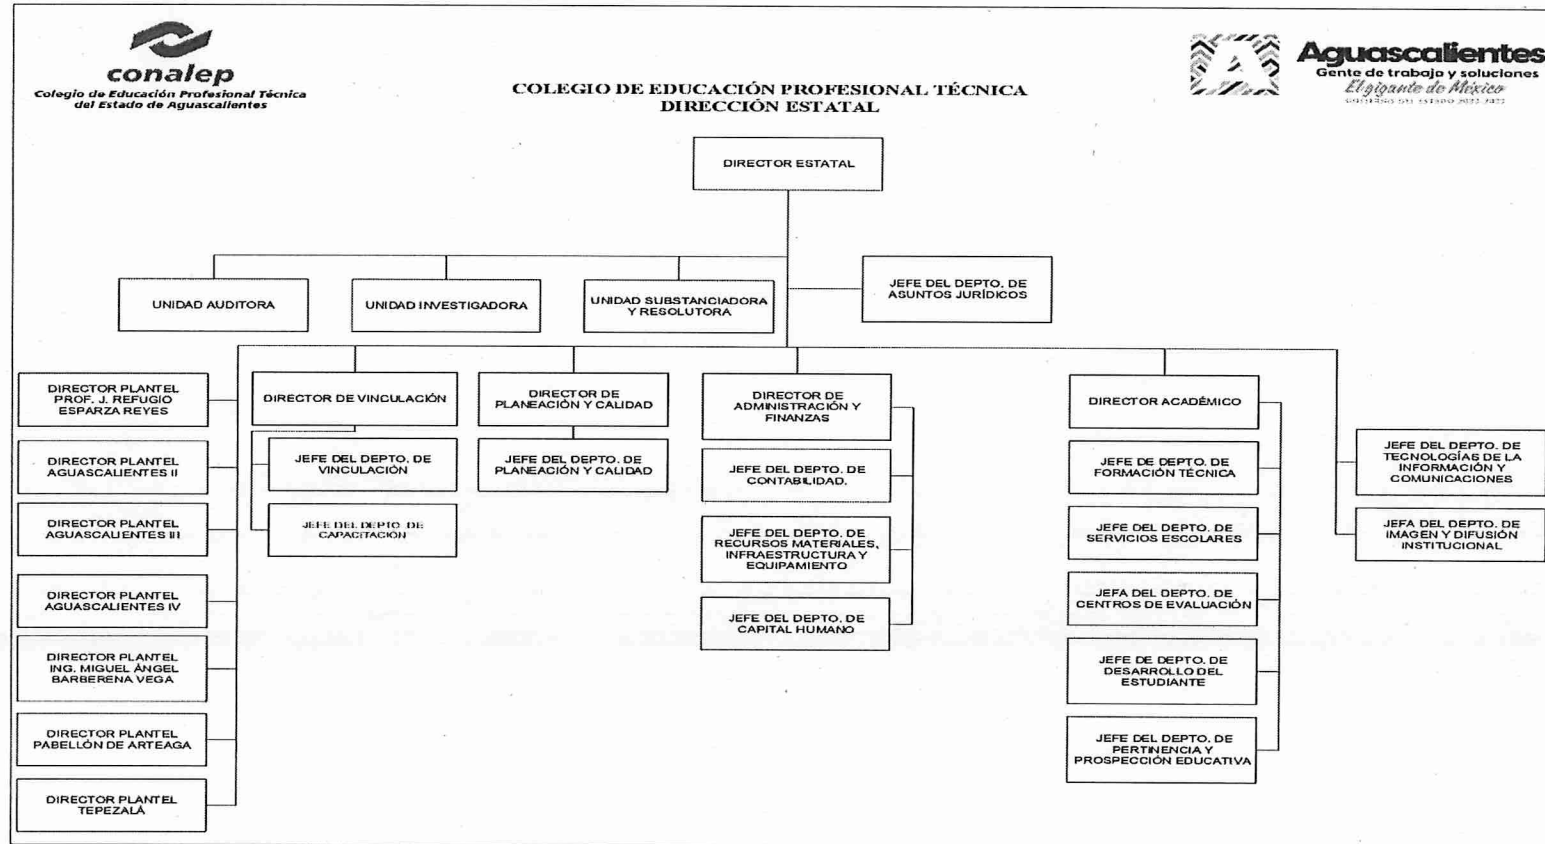 conalep
Colegio de Educación Profesional Técnica
del Estado de Aguascalientes
COLEGIO DE EDUCACIÓN PROFESIONAL TÉCNICA
DIRECCIÓN ESTATAL
Aguascalientes
Gente de trabajo y soluciones
El gigante de México
DIRECTOR ESTATAL
UNIDAD AUDITORA
UNIDAD INVESTIGADORA
UNIDAD SUBSTANCIADORA
Y RESOLUTORA
JEFE DEL DEPTO. DE
ASUNTOS JURÍDICOS
DIRECTOR PLANTEL
PROF. J. REFUGIO
ESPARZA REYES
DIRECTOR PLANTEL
AGUASCALIENTES II
DIRECTOR PLANTEL
AGUASCALIENTES III
DIRECTOR PLANTEL
AGUASCALIENTES IV
DIRECTOR PLANTEL
ING. MIGUEL ÁNGEL
BARBERENA VEGA
DIRECTOR PLANTEL
PABELLÓN DE ARTEAGA
DIRECTOR PLANTEL
TEPEZALÁ
DIRECTOR DE VINCULACIÓN
JEFE DEL DEPTO. DE
VINCULACIÓN
JEFE DEL DEPTO. DE
CAPACITACIÓN
DIRECTOR DE
PLANEACIÓN Y CALIDAD
JEFE DEL DEPTO. DE
PLANEACIÓN Y CALIDAD
DIRECTOR DE
ADMINISTRACIÓN Y
FINANZAS
JEFE DEL DEPTO. DE
CONTABILIDAD.
JEFE DEL DEPTO. DE
RECURSOS MATERIALES,
INFRAESTRUCTURA Y
EQUIPAMIENTO
JEFE DEL DEPTO. DE
CAPITAL HUMANO
DIRECTOR ACADÉMICO
JEFE DE DEPTO. DE
FORMACIÓN TÉCNICA
JEFE DEL DEPTO. DE
SERVICIOS ESCOLARES
JEFA DEL DEPTO. DE
CENTROS DE EVALUACIÓN
JEFE DE DEPTO. DE
DESARROLLO DEL
ESTUDIANTE
JEFE DEL DEPTO. DE
PERTINENCIA Y
PROSPECCIÓN EDUCATIVA
JEFE DEL DEPTO. DE
TECNOLOGÍAS DE LA
INFORMACIÓN Y
COMUNICACIONES
JEFA DEL DEPTO. DE
IMAGEN Y DIFUSIÓN
INSTITUCIONAL